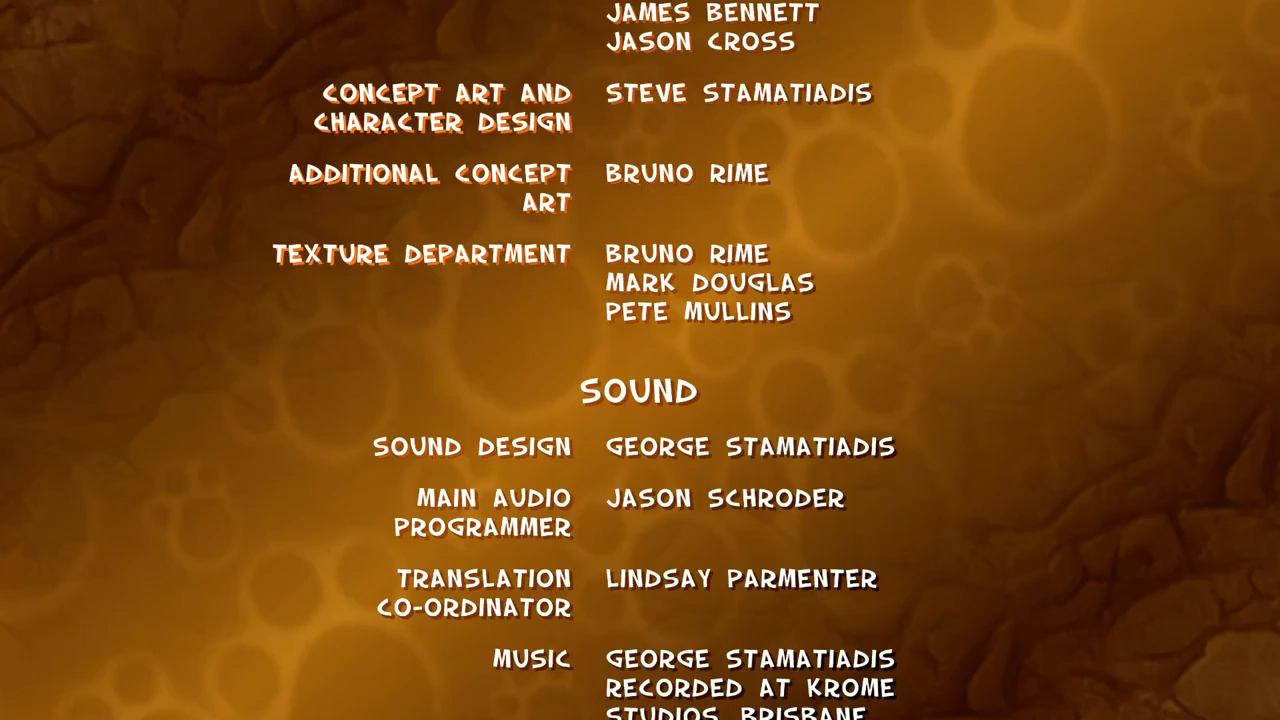 JAMES BENNETT
JASON CROSS
CONCEPT ART AND STEVE STAMATIADIS
CHARACTER DESIGN
ADDITIONAL CONCEPT BRUNO RIME
ART
TEXTURE DEPARTMENT BRUNO RIME
MARK DOUGLAS
PETE MULLINS
SOUND
SOUND DESIGN GEORGE STAMATIADIS
MAIN AUDIO JASON SCHRODER
PROGRAMMER
TRANSLATION LINDSAY PARMENTER
CO-ORDINATOR
MUSIC GEORGE STAMATIADIS
RECORDED AT KROME
STUDIOS, BRISBANE